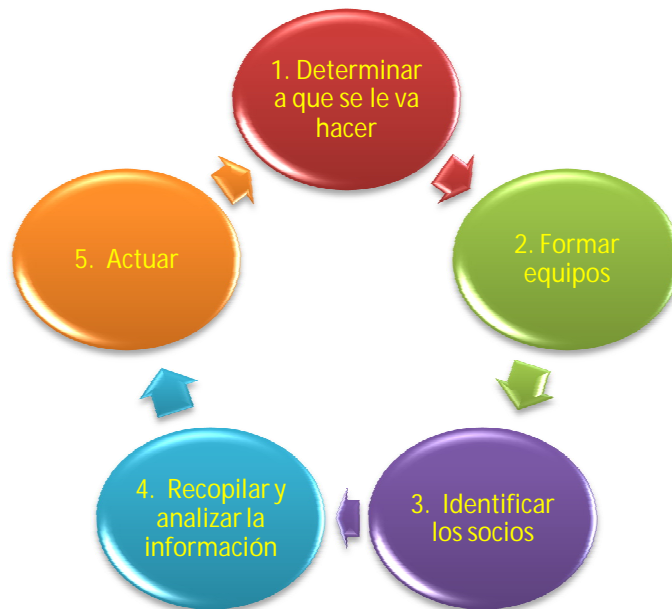 1. Determinar
a que se le va
hacer
2. Formar
equipos
3. Identificar
los socios
4. Recopilar y
analizar la
información
5. Actuar